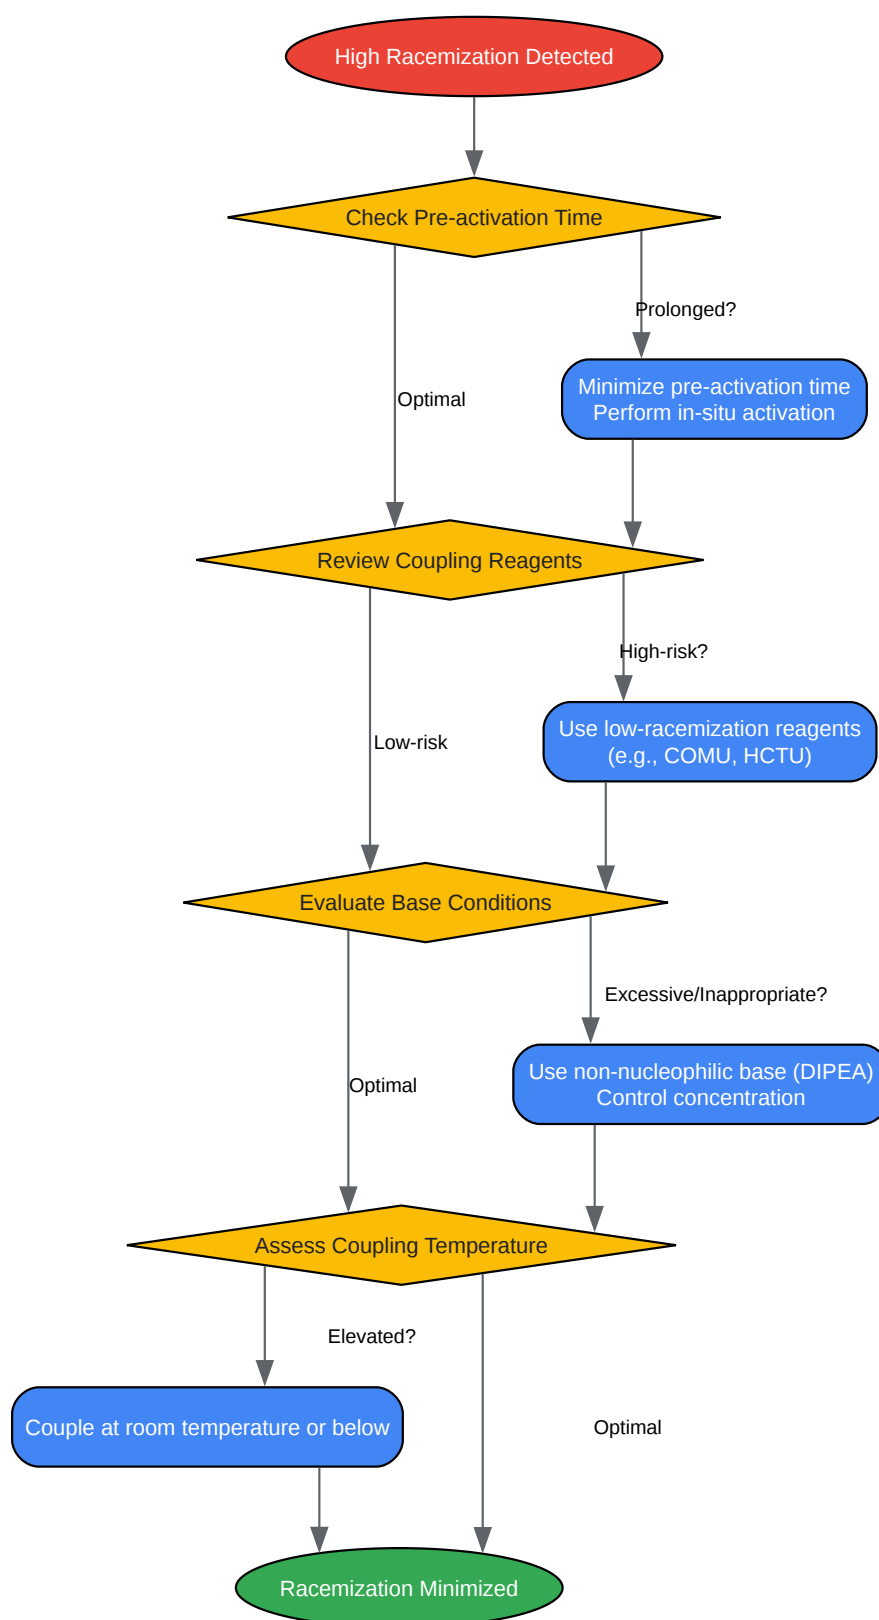 High Racemization Detected
Check Pre-activation Time
Prolonged?
Minimize pre-activation time
Perform in-situ activation
Optimal
Review Coupling Reagents
High-risk?
Use low-racemization reagents
(e.g., COMU, HCTU)
Low-risk
Evaluate Base Conditions
Excessive/Inappropriate?
Use non-nucleophilic base (DIPEA)
Control concentration
Optimal
Assess Coupling Temperature
Elevated?
Couple at room temperature or below
Optimal
Racemization Minimized